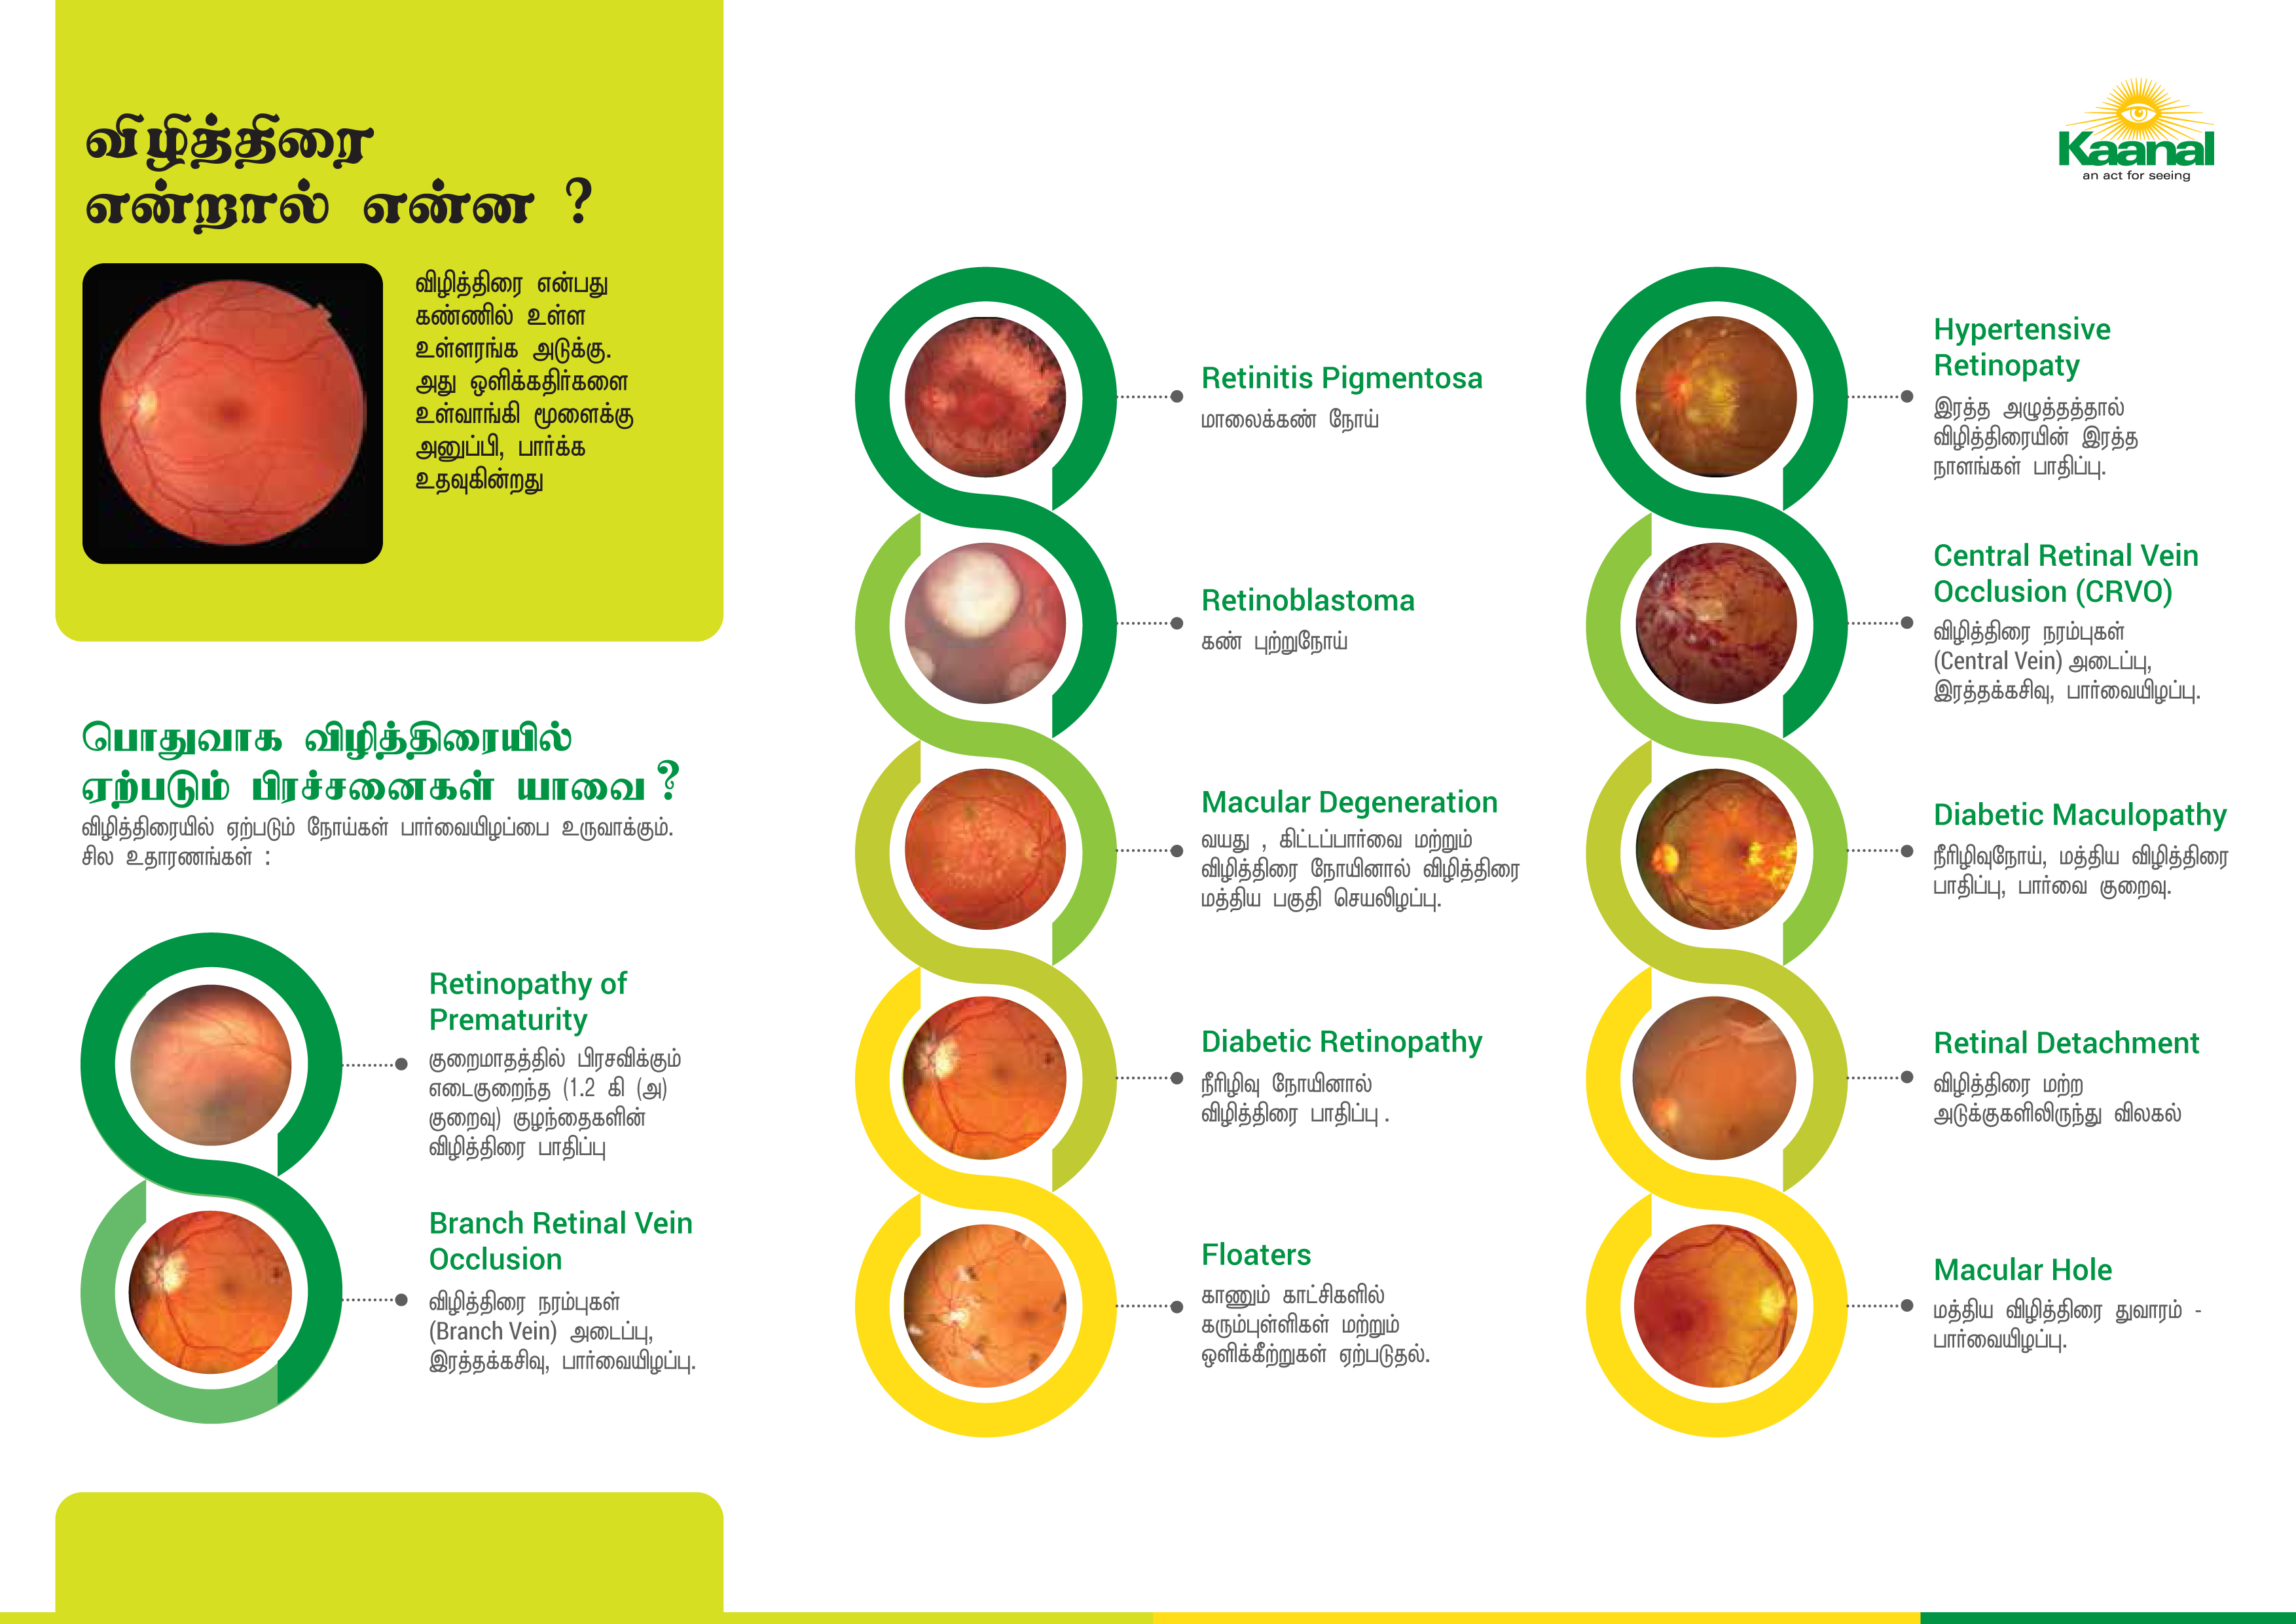 விழித்திரை
என்றால் என்ன ?
விழித்திரை என்பது
கண்ணில் உள்ள
உள்ளரங்க அடுக்கு.
அது ஒளிக்கதிர்களை
உள்வாங்கி மூளைக்கு
அனுப்பி, பார்க்க
உதவுகின்றது
பொதுவாக விழித்திரையில்
ஏற்படும் பிரச்சனைகள் யாவை ?
விழித்திரையில் ஏற்படும் நோய்கள் பார்வையிழப்பை உருவாக்கும்.
சில உதாரணங்கள் :
Retinopathy of
Prematurity
குறைமாதத்தில் பிரசவிக்கும்
எடைகுறைந்த (1.2 கி (அ)
குறைவு) குழந்தைகளின்
விழித்திரை பாதிப்பு
Branch Retinal Vein
Occlusion
விழித்திரை நரம்புகள்
(Branch Vein) அடைப்பு,
இரத்தக்கசிவு, பார்வையிழப்பு.
Retinitis Pigmentosa
மாலைக்கண் நோய்
Retinoblastoma
கண் புற்றுநோய்
Macular Degeneration
வயது , கிட்டப்பார்வை மற்றும்
விழித்திரை நோயினால் விழித்திரை
மத்திய பகுதி செயலிழப்பு.
Diabetic Retinopathy
நீரிழிவு நோயினால்
விழித்திரை பாதிப்பு .
Floaters
காணும் காட்சிகளில்
கரும்புள்ளிகள் மற்றும்
ஒளிக்கீற்றுகள் ஏற்படுதல்.
Kaanal
an act for seeing
Hypertensive
Retinopaty
இரத்த அழுத்தத்தால்
விழித்திரையின் இரத்த
நாளங்கள் பாதிப்பு.
Central Retinal Vein
Occlusion (CRVO)
விழித்திரை நரம்புகள்
(Central Vein) அடைப்பு,
இரத்தக்கசிவு, பார்வையிழப்பு.
Diabetic Maculopathy
நீரிழிவுநோய், மத்திய விழித்திரை
பாதிப்பு, பார்வை குறைவு.
Retinal Detachment
விழித்திரை மற்ற
அடுக்குகளிலிருந்து விலகல்
Macular Hole
மத்திய விழித்திரை துவாரம் -
பார்வையிழப்பு.